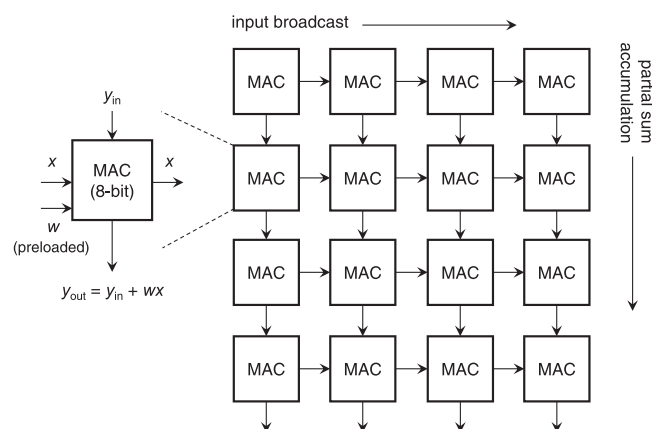 input broadcast
partial sum
accumulation
MAC MAC MAC MAC
y_in
MAC MAC MAC MAC
x MAC x
(8-bit)
w
(preloaded)
MAC MAC MAC MAC
y_out = y_in + wx
MAC MAC MAC MAC